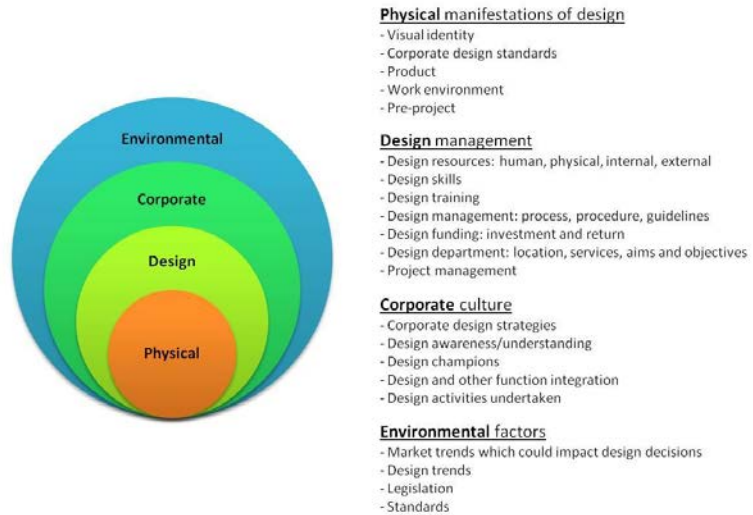 Environmental
Corporate
Design
Physical
Physical manifestations of design
- Visual identity
- Corporate design standards
- Product
- Work environment
- Pre-project
Design management
- Design resources: human, physical, internal, external
- Design skills
- Design training
- Design management: process, procedure, guidelines
- Design funding: investment and return
- Design department: location, services, aims and objectives
- Project management
Corporate culture
- Corporate design strategies
- Design awareness/understanding
- Design champions
- Design and other function integration
- Design activities undertaken
Environmental factors
- Market trends which could impact design decisions
- Design trends
- Legislation
- Standards